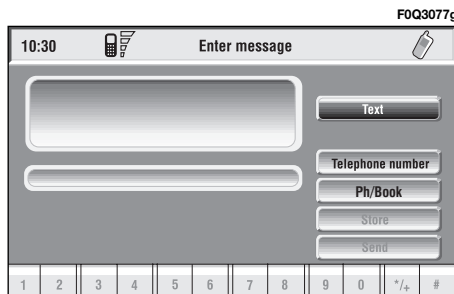 F0Q3077g
10:30 Enter message
Text
Telephone number
Ph/Book
Store
Send
1 2 3 4 5 6 7 8 9 0 */+ #